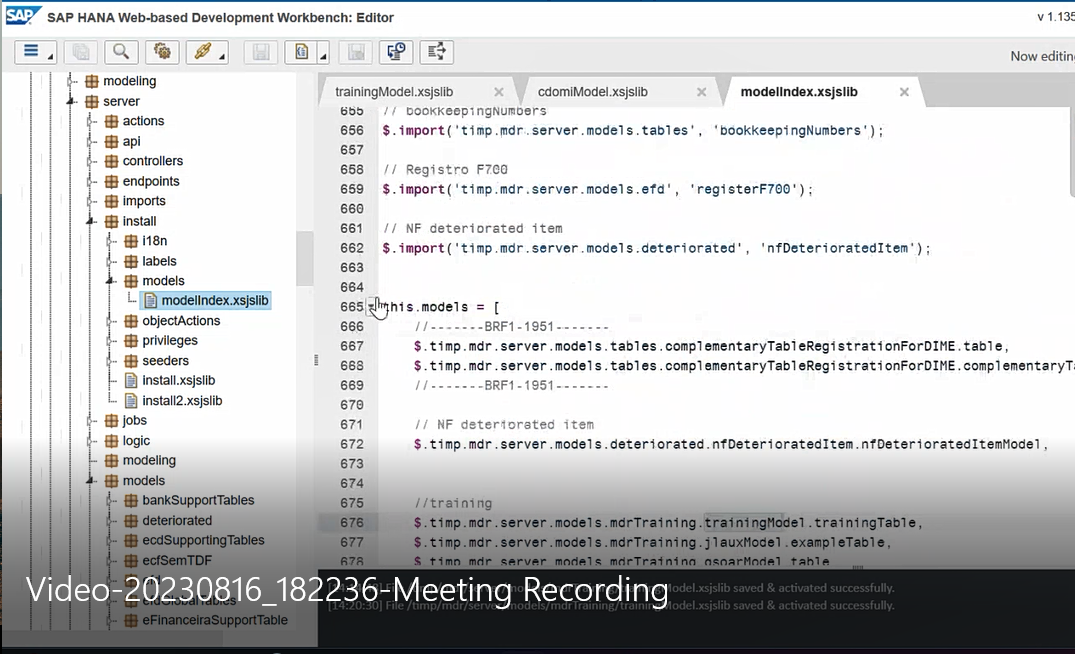 SAP SAP HANA Web-based Development Workbench: Editor
v 1.135
Now editin
trainingModel.xsjslib
cdomiModel.xsjslib
modelIndex.xsjslib
modeling
server
actions
api
controllers
endpoints
imports
install
i18n
labels
models
modelIndex.xsjslib
objectActions
privileges
seeders
install.xsjslib
install2.xsjslib
jobs
logic
modeling
models
bankSupportTables
deteriorated
ecdSupportingTables
ecfSemTDF
efdGlobalTables
eFinanceiraSupportTable
655 // bookkeepingNumbers
656 $.import('timp.mdr.server.models.tables', 'bookkeepingNumbers');
657
658 // Registro F700
659 $.import('timp.mdr.server.models.efd', 'registerF700');
660
661 // NF deteriorated item
662 $.import('timp.mdr.server.models.deteriorated', 'nfDeterioratedItem');
663
664
665 this.models = [
666 //-------BRF1-1951-------
667 $.timp.mdr.server.models.tables.complementaryTableRegistrationForDIME.table,
668 $.timp.mdr.server.models.tables.complementaryTableRegistrationForDIME.complementaryTa
669 //-------BRF1-1951-------
670
671 // NF deteriorated item
672 $.timp.mdr.server.models.deteriorated.nfDeterioratedItem.nfDeterioratedItemModel,
673
674
675 //training
676 $.timp.mdr.server.models.mdrTraining.trainingModel.trainingTable,
677 $.timp.mdr.server.models.mdrTraining.jlauxModel.exampleTable,
678 $.timp.mdr.server.models.mdrTraining.gsoarModel.table
Model.xsjslib saved & activated successfully.
[14:20:30] File /timp/mdr/server/models/mdrTraining/trainingModel.xsjslib saved & activated successfully.
Video-20230816_182236-Meeting Recording